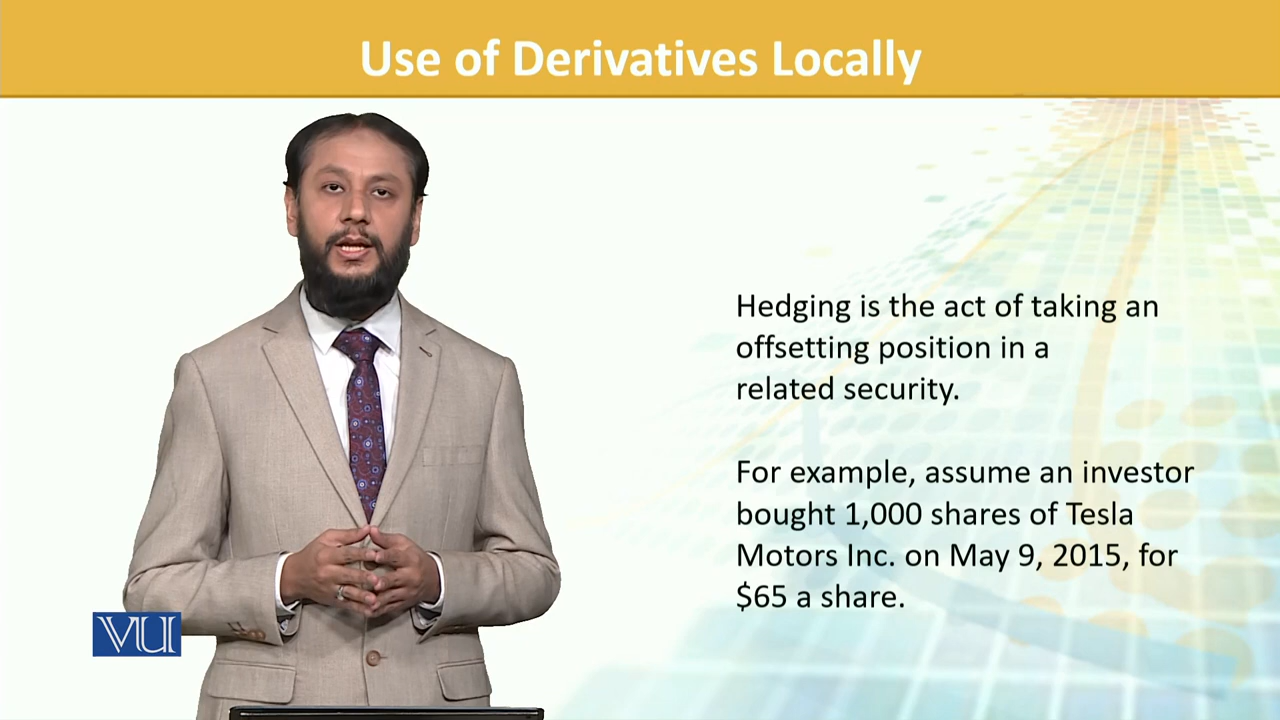 Use of Derivatives Locally
Hedging is the act of taking an
offsetting position in a
related security.
For example, assume an investor
bought 1,000 shares of Tesla
Motors Inc. on May 9, 2015, for
$65 a share.
VU